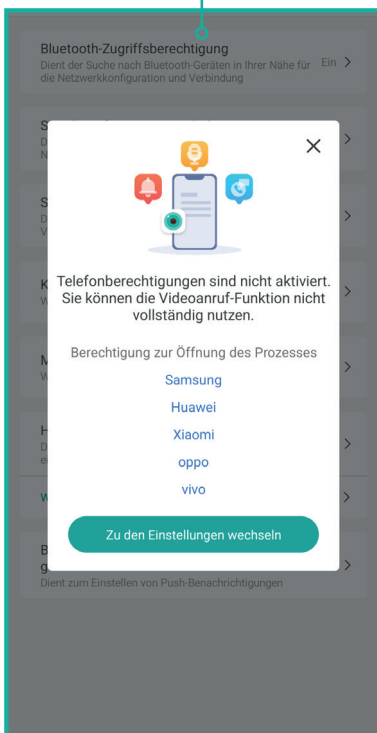 Bluetooth-Zugriffsberechtigung
Dient der Suche nach Bluetooth-Geräten in Ihrer Nähe für
die Netzwerkkonfiguration und Verbindung
Ein
Telefonberechtigungen sind nicht aktiviert.
Sie können die Videoanruf-Funktion nicht
vollständig nutzen.
Berechtigung zur Öffnung des Prozesses
Samsung
Huawei
Xiaomi
oppo
vivo
Zu den Einstellungen wechseln
Dient zum Einstellen von Push-Benachrichtigungen